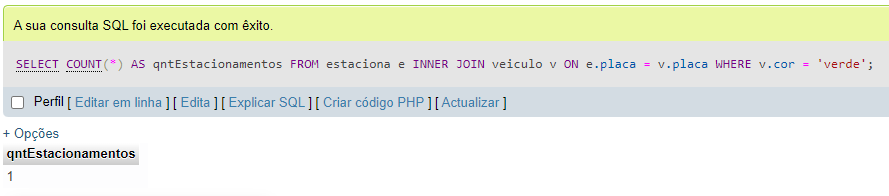 A sua consulta SQL foi executada com êxito.
SELECT COUNT(*) AS qntEstacionamentos FROM estaciona e INNER JOIN veiculo v ON e.placa = v.placa WHERE v.cor = 'verde';
Perfil [ Editar em linha ] [ Edita ] [ Explicar SQL ] [ Criar código PHP ] [ Actualizar ]
+ Opções
qntEstacionamentos
1